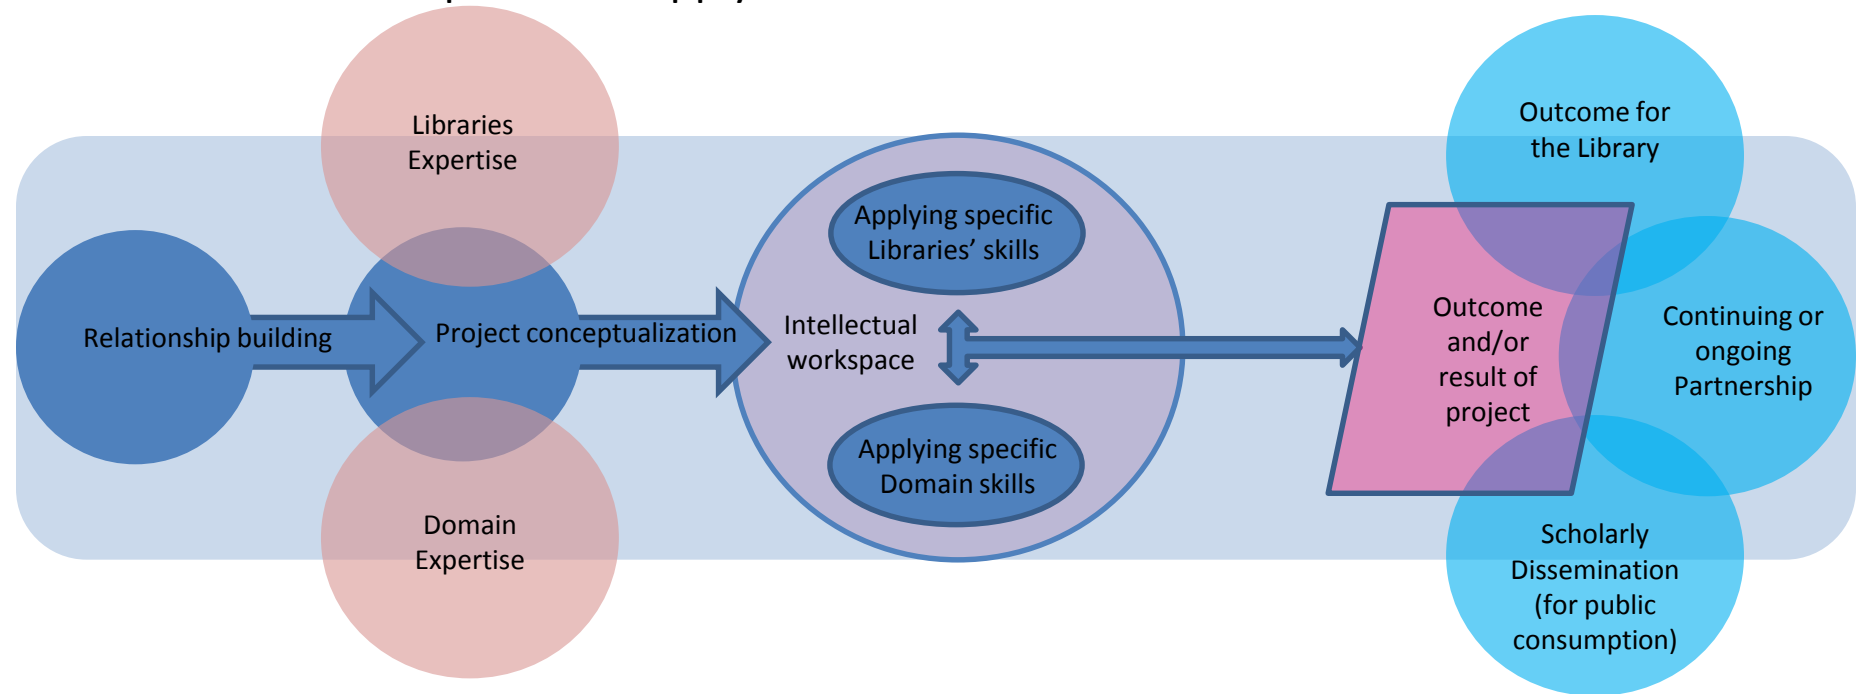 Libraries
Expertise
Relationship building
Project conceptualization
Domain
Expertise
Applying specific
Libraries’ skills
Intellectual
workspace
Applying specific
Domain skills
Outcome
and/or
result of
project
Outcome for
the Library
Continuing or
ongoing
Partnership
Scholarly
Dissemination
(for public
consumption)